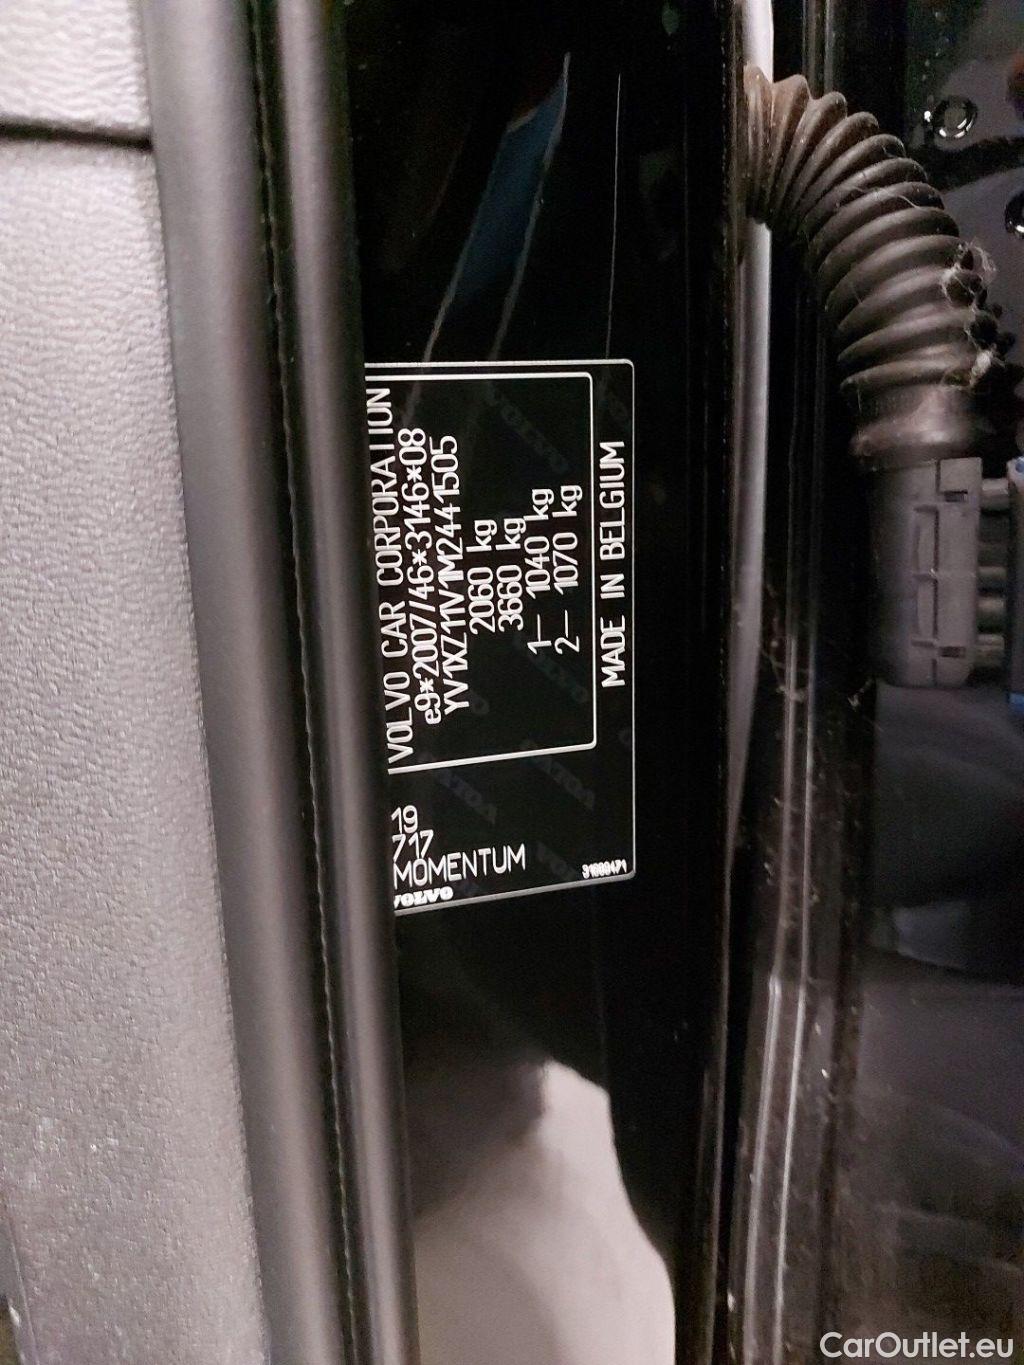 VOLVO CAR CORPORATION
e9*2007/46*3146*08
YV1XZ11V1M2441505
2060 kg
3660 kg
1— 1040 kg
2— 1070 kg
MADE IN BELGIUM
19
717
MOMENTUM
VOLVO
CarOutlet.eu